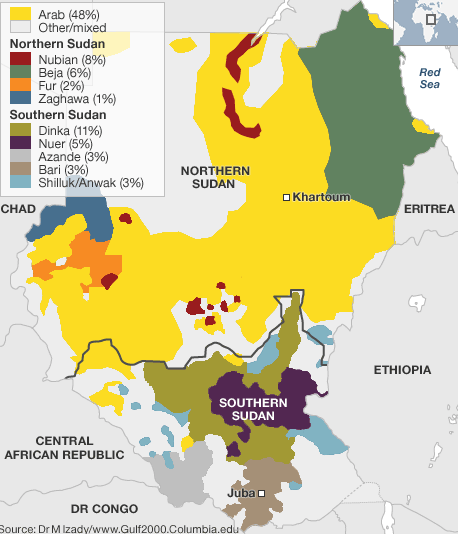 Arab (48%)
Other/mixed
Northern Sudan
Nubian (8%)
Beja (6%)
Fur (2%)
Zaghawa (1%)
Southern Sudan
Dinka (11%)
Nuer (5%)
Azande (3%)
Bari (3%)
Shilluk/Anwak (3%)
Red
Sea
NORTHERN
SUDAN
Khartoum
CHAD
ERITREA
ETHIOPIA
SOUTHERN
SUDAN
CENTRAL
AFRICAN REPUBLIC
Juba
DR CONGO
Source: Dr M Izady/www.Gulf2000.Columbia.edu